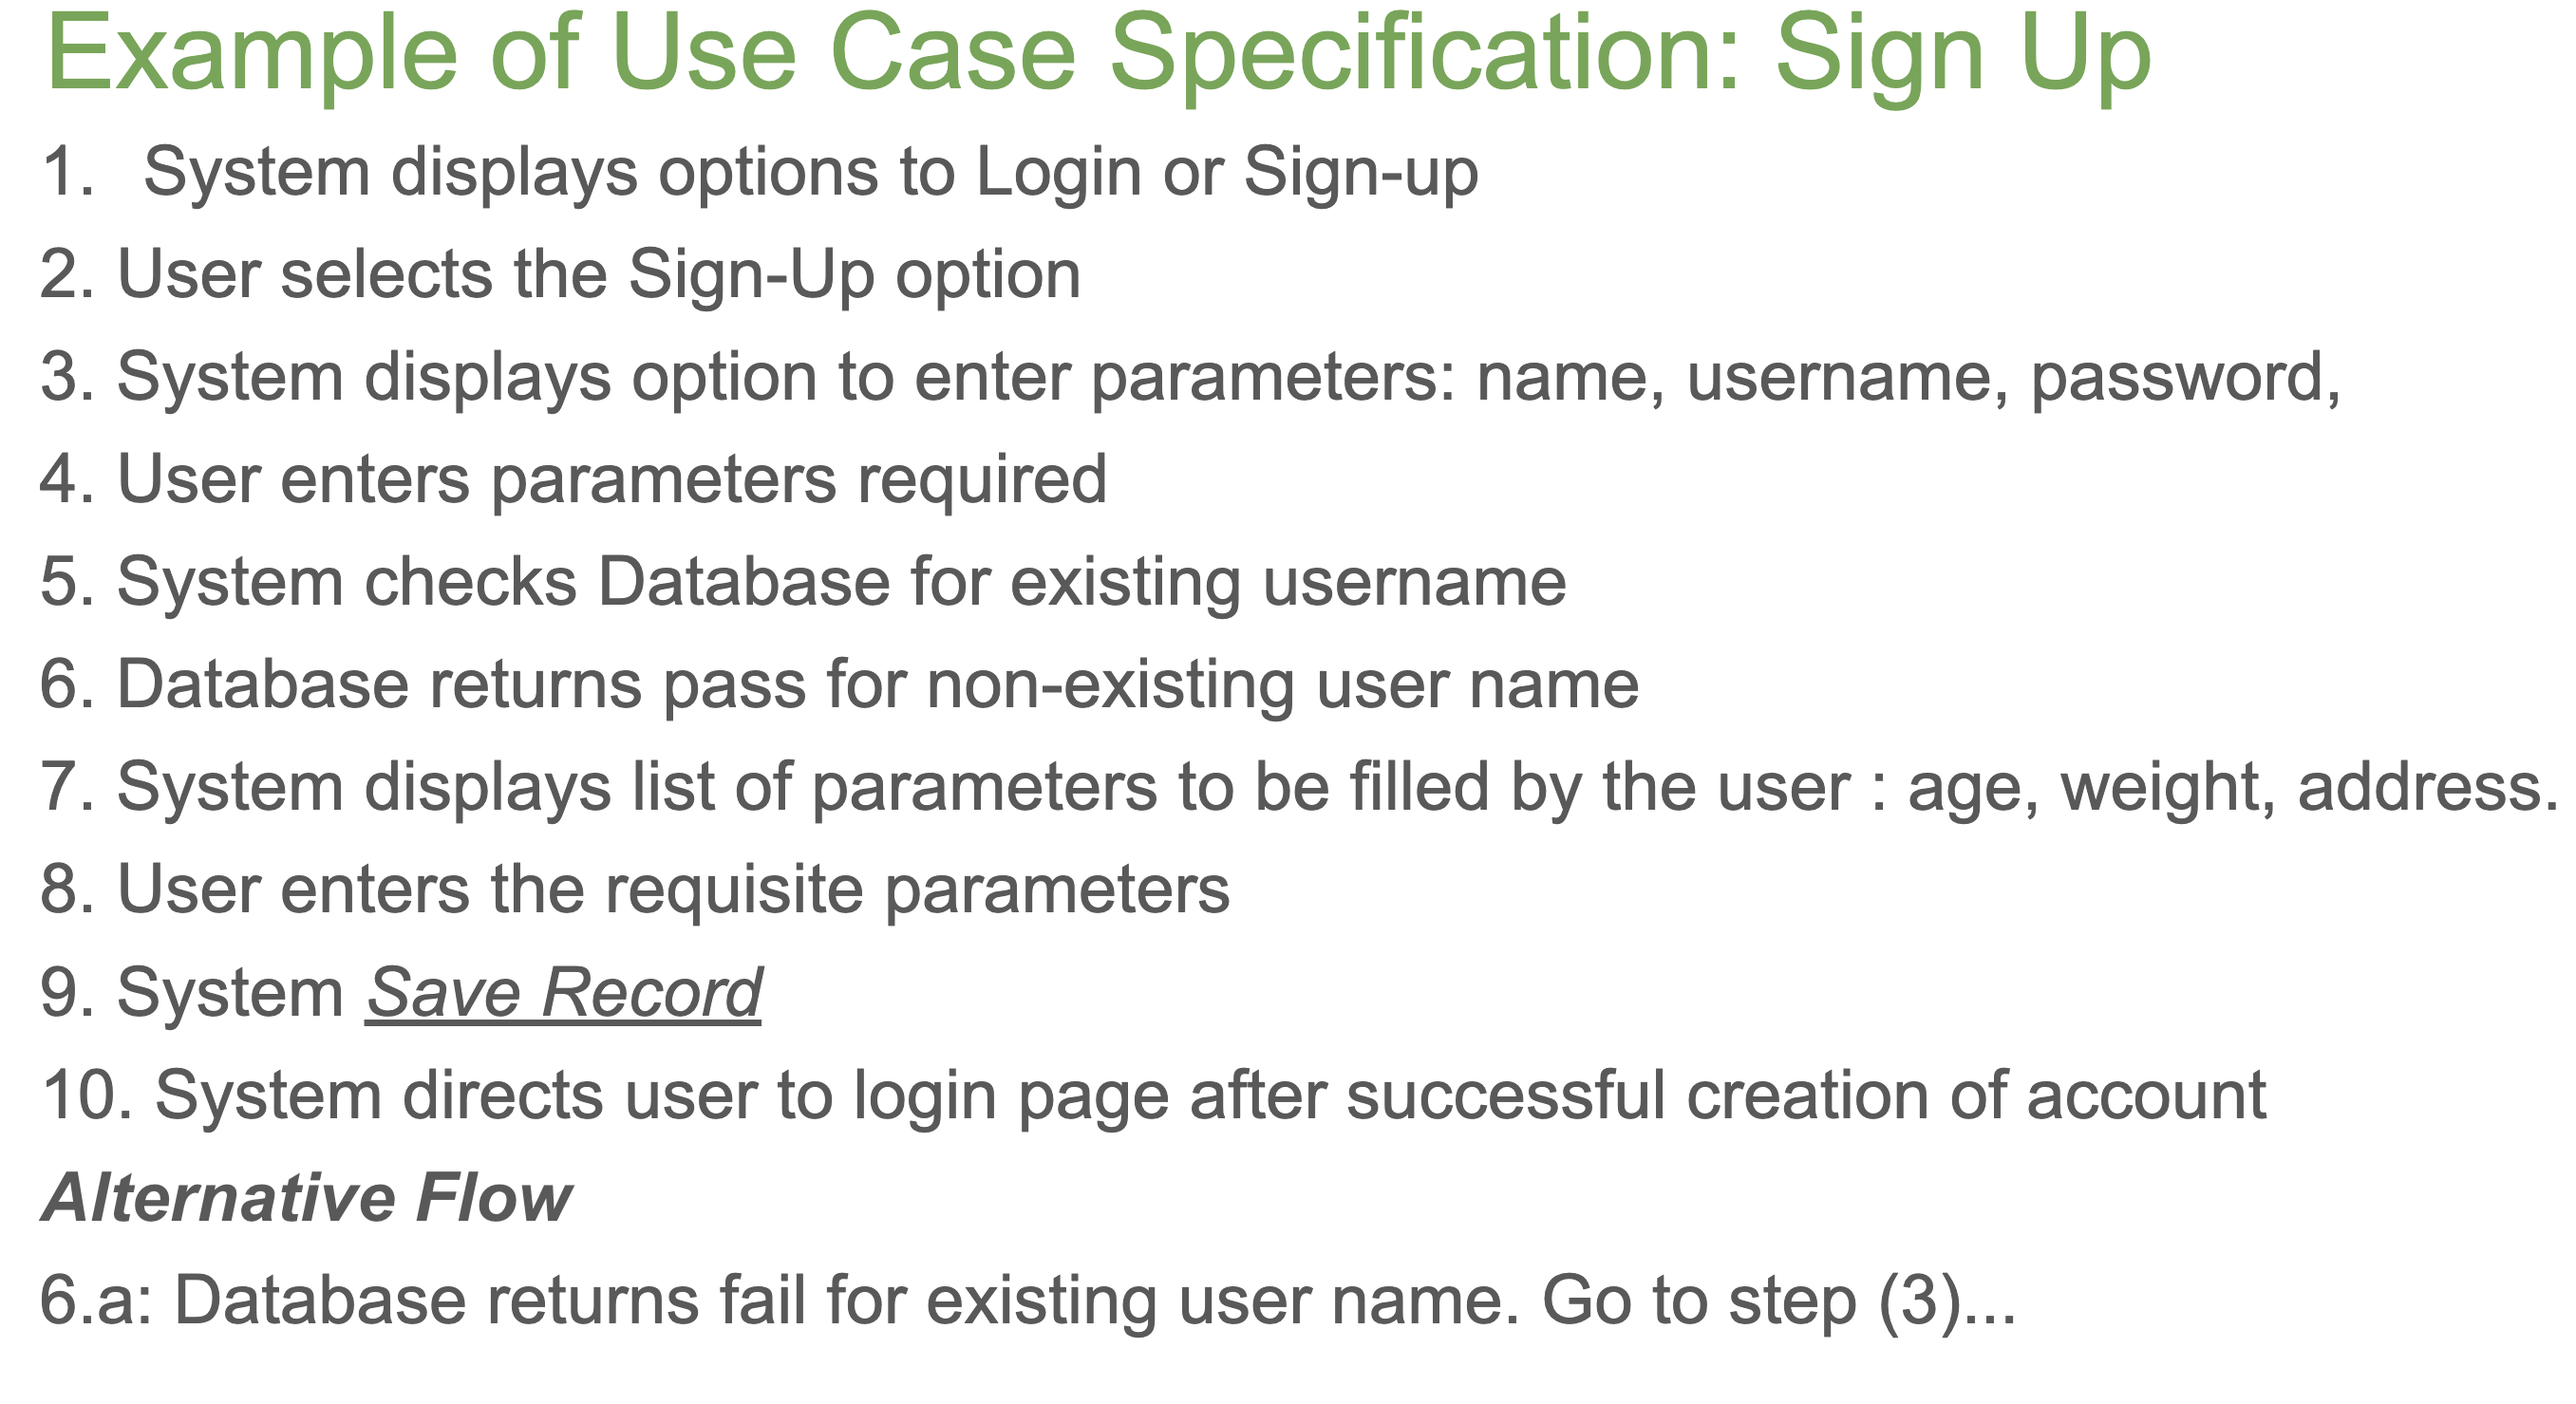 Example of Use Case Specification: Sign Up
1. System displays options to Login or Sign-up
2. User selects the Sign-Up option
3. System displays option to enter parameters: name, username, password,
4. User enters parameters required
5. System checks Database for existing username
6. Database returns pass for non-existing user name
7. System displays list of parameters to be filled by the user : age, weight, address.
8. User enters the requisite parameters
9. System Save Record
10. System directs user to login page after successful creation of account
Alternative Flow
6.a: Database returns fail for existing user name. Go to step (3)...